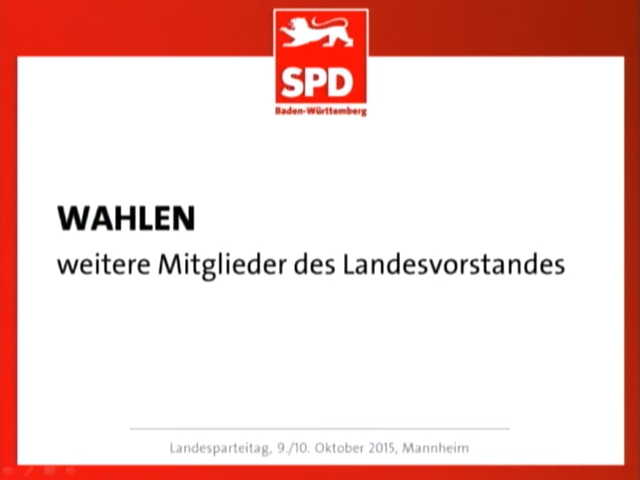 SPD
Baden-Württemberg
WAHLEN
weitere Mitglieder des Landesvorstandes
Landesparteitag, 9./10. Oktober 2015, Mannheim